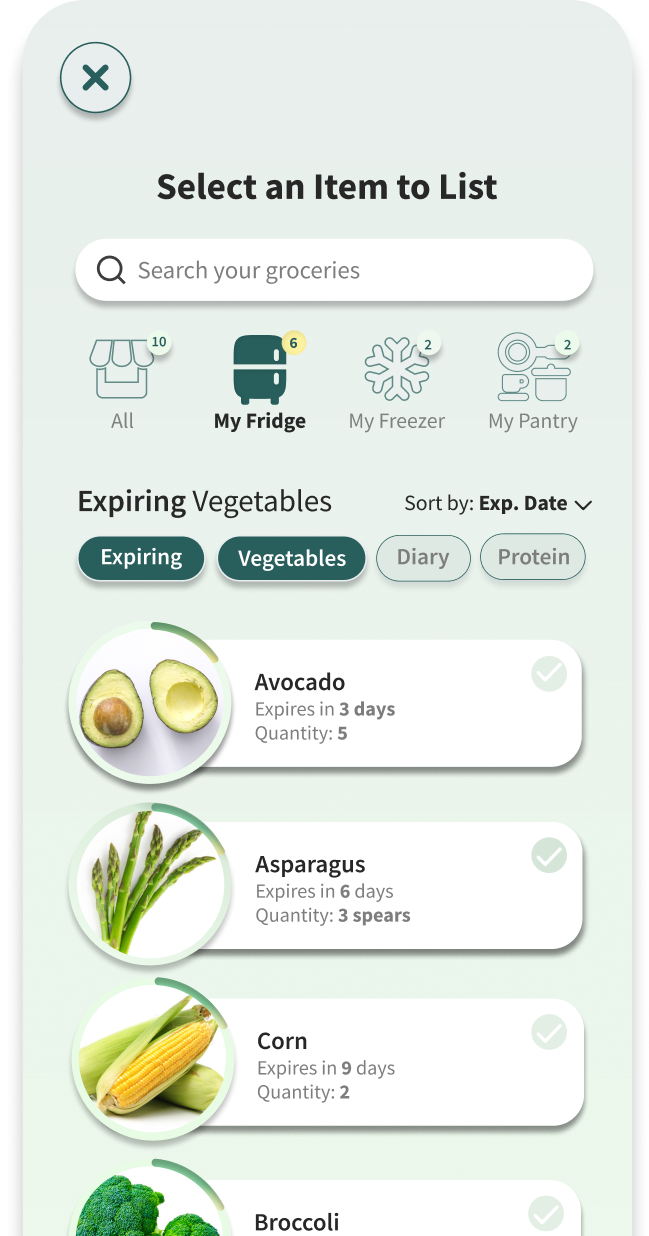 Select an Item to List
Search your groceries
10
6
2
2
All
My Fridge
My Freezer
My Pantry
Expiring Vegetables
Sort by: Exp. Date
Expiring
Vegetables
Diary
Protein
Avocado
Expires in 3 days
Quantity: 5
Asparagus
Expires in 6 days
Quantity: 3 spears
Corn
Expires in 9 days
Quantity: 2
Broccoli